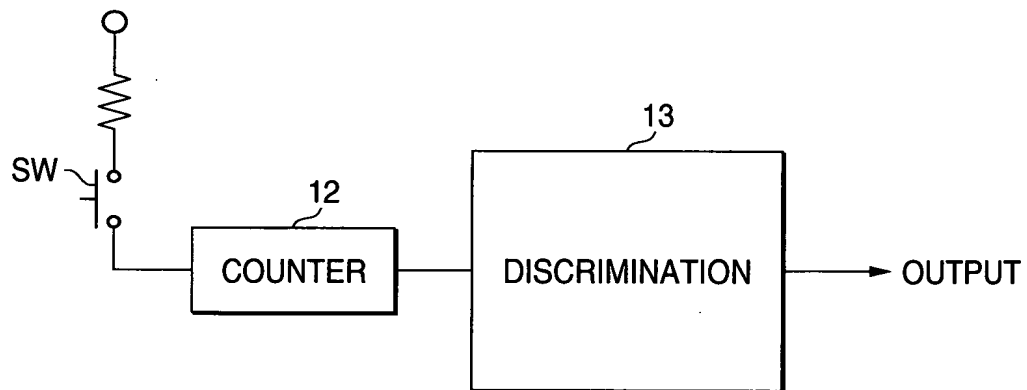 13
SW
12
COUNTER
DISCRIMINATION
OUTPUT